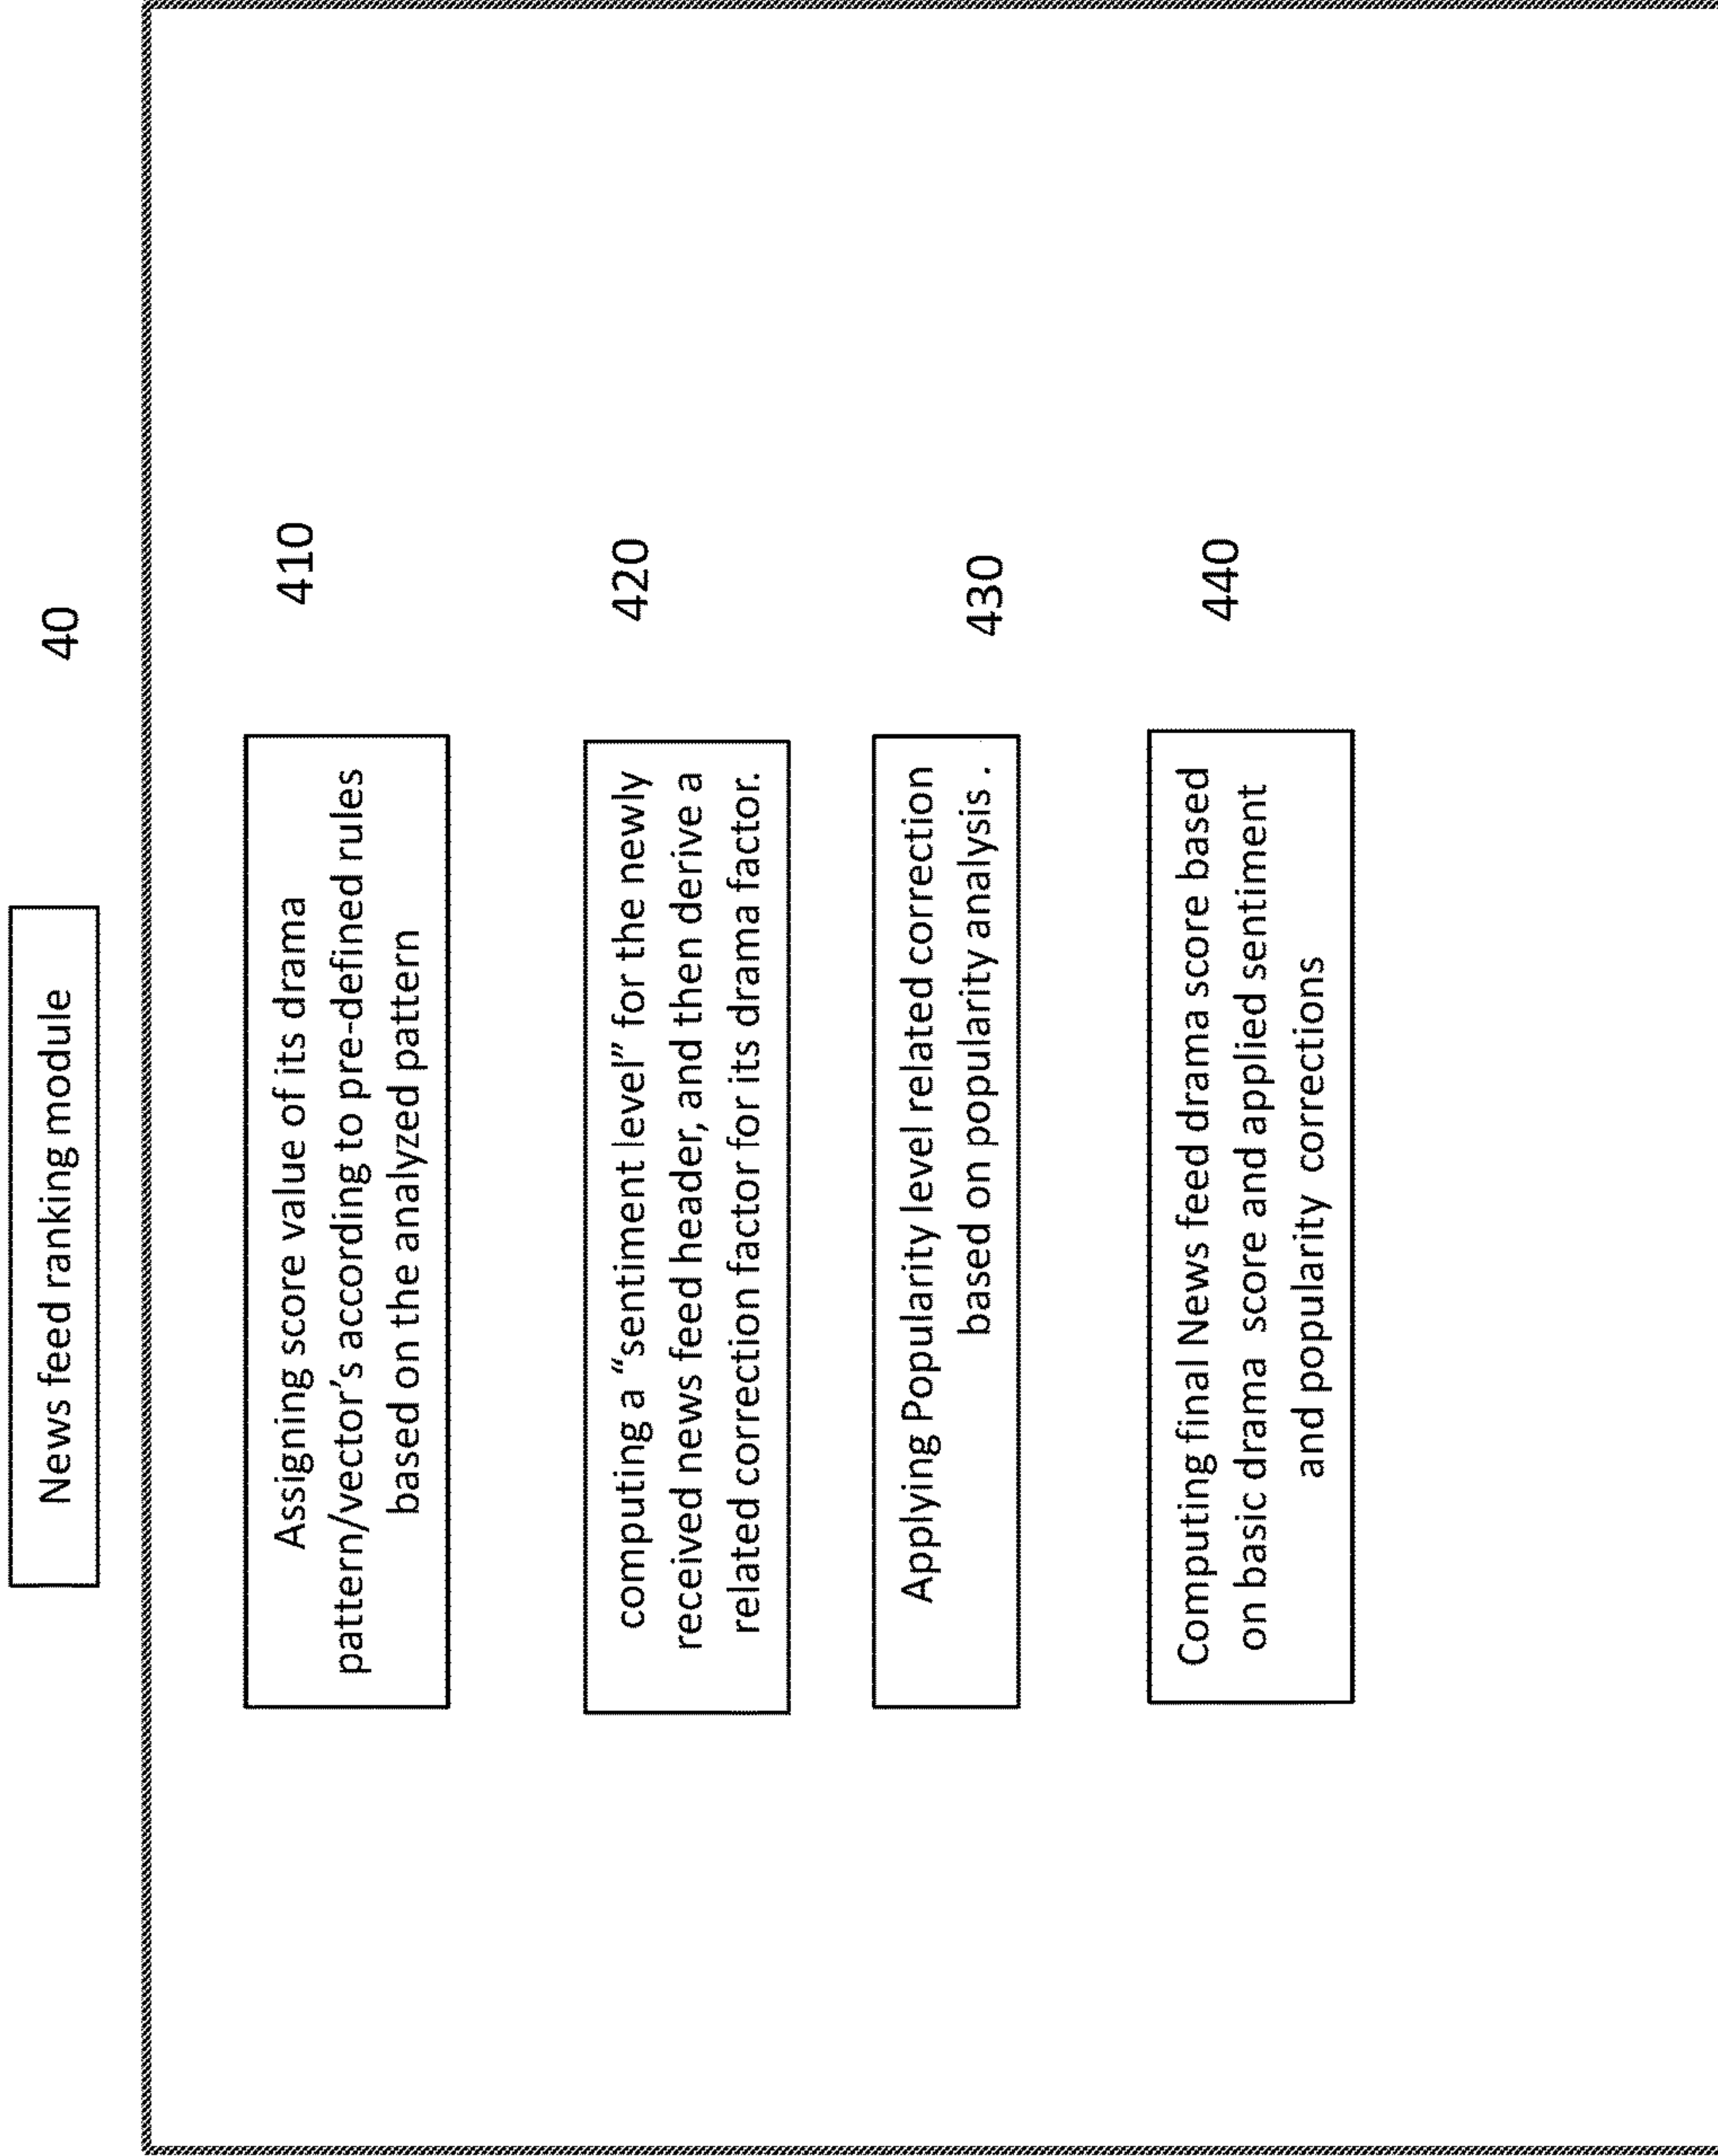 News feed ranking module
40
Assigning score value of its drama
pattern/vector's according to pre-defined rules
based on the analyzed pattern
410
computing a “sentiment level” for the newly
received news feed header, and then derive a
related correction factor for its drama factor.
420
Applying Popularity level related correction
based on popularity analysis .
430
Computing final News feed drama score based
on basic drama score and applied sentiment
and popularity corrections
440